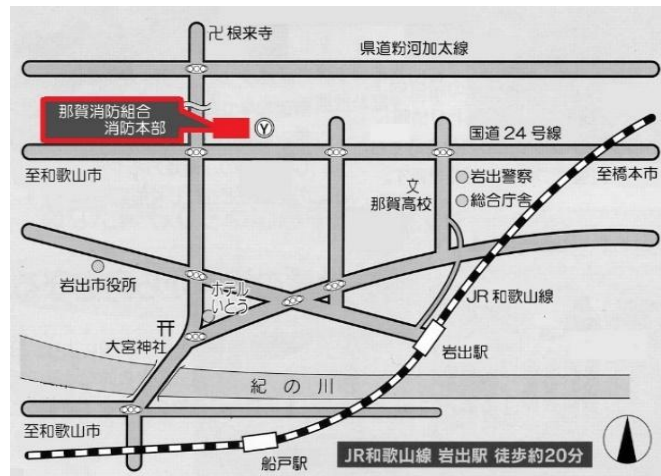 卍根来寺
県道粉河加太線
那賀消防組合
消防本部
Y
国道24号線
至和歌山市
至橋本市
文
那賀高校
岩出警察
総合庁舎
岩出市役所
ホテル
いとう
JR和歌山線
大宮神社
岩出駅
紀の川
至和歌山市
船戸駅
JR和歌山線 岩出駅 徒歩約20分